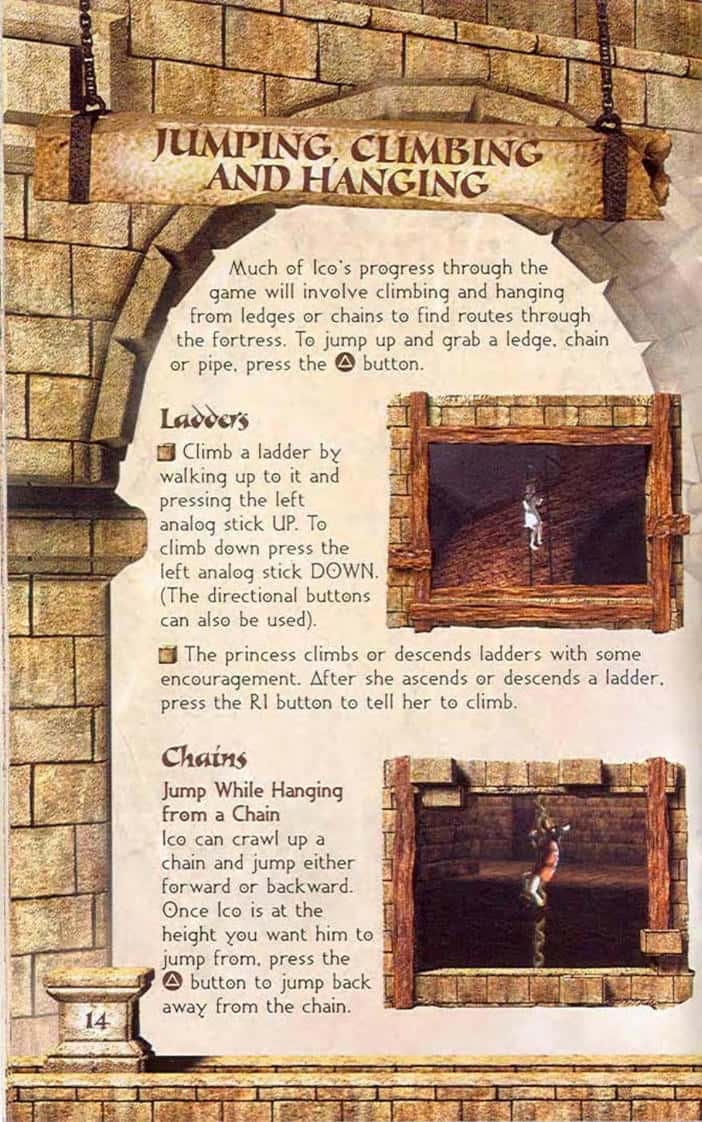 JUMPING, CLIMBING
AND HANGING
Much of Ico's progress through the
game will involve climbing and hanging
from ledges or chains to find routes through
the fortress. To jump up and grab a ledge, chain
or pipe, press the △ button.
Ladders
Climb a ladder by
walking up to it and
pressing the left
analog stick UP. To
climb down press the
left analog stick DOWN.
(The directional buttons
can also be used).
The princess climbs or descends ladders with some
encouragement. After she ascends or descends a ladder,
press the R1 button to tell her to climb.
Chains
Jump While Hanging
from a Chain
Ico can crawl up a
chain and jump either
forward or backward.
Once Ico is at the
height you want him to
jump from, press the
△ button to jump back
away from the chain.
14